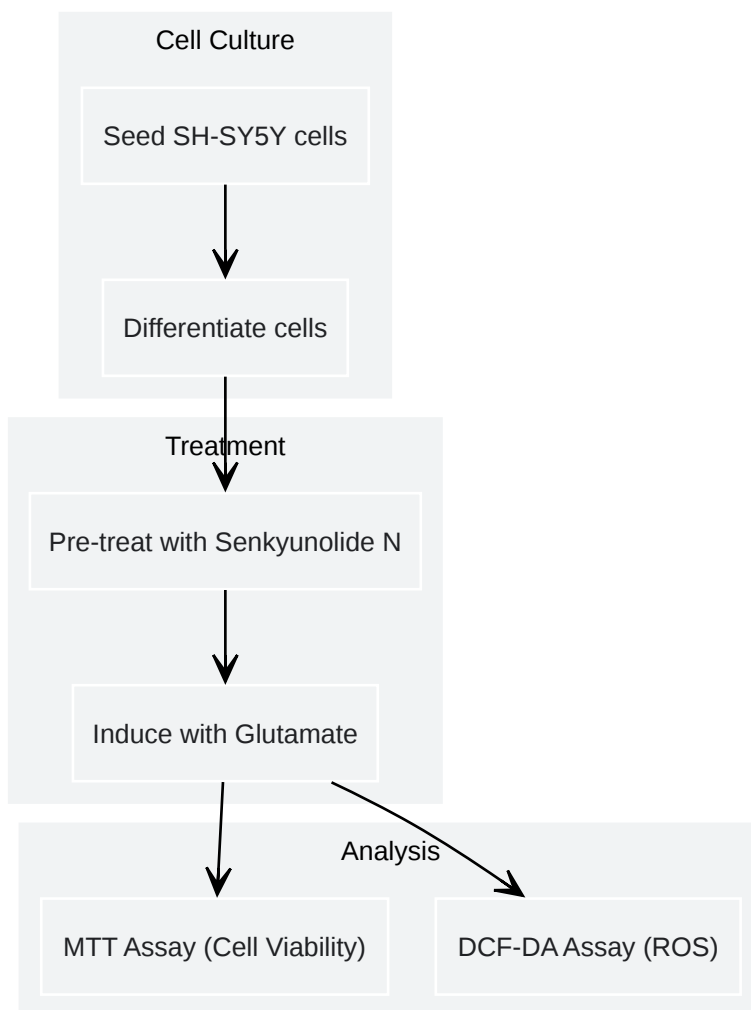 Cell Culture
Seed SH-SY5Y cells
Differentiate cells
Treatment
Pre-treat with Senkyunolide N
Induce with Glutamate
Analysis
MTT Assay (Cell Viability)
DCF-DA Assay (ROS)